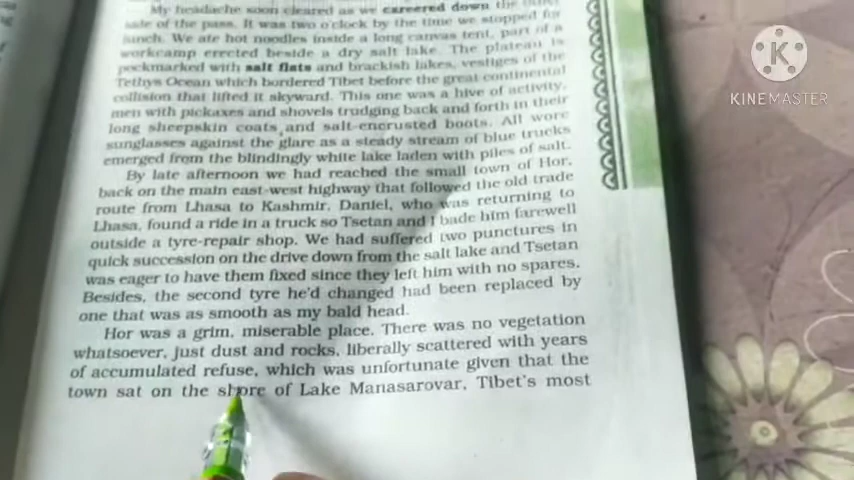 My headache soon cleared as we careered down the other
side of the pass. It was two o'clock by the time we stopped for
lunch. We ate hot noodles inside a long canvas tent, part of a
workcamp erected beside a dry salt lake. The plateau is
pockmarked with salt flats and brackish lakes, vestiges of the
Tethys Ocean which bordered Tibet before the great continental
collision that lifted it skyward. This one was a hive of activity,
men with pickaxes and shovels trudging back and forth in their
long sheepskin coats and salt-encrusted boots. All wore
sunglasses against the glare as a steady stream of blue trucks
emerged from the blindingly white lake laden with piles of salt.
By late afternoon we had reached the small town of Hor,
back on the main east-west highway that followed the old trade
route from Lhasa to Kashmir. Daniel, who was returning to
Lhasa, found a ride in a truck so Tsetan and I bade him farewell
outside a tyre-repair shop. We had suffered two punctures in
quick succession on the drive down from the salt lake and Tsetan
was eager to have them fixed since they left him with no spares.
Besides, the second tyre he'd changed had been replaced by
one that was as smooth as my bald head.
Hor was a grim, miserable place. There was no vegetation
whatsoever, just dust and rocks, liberally scattered with years
of accumulated refuse, which was unfortunate given that the
town sat on the shore of Lake Manasarovar, Tibet's most
K
KINEMASTER